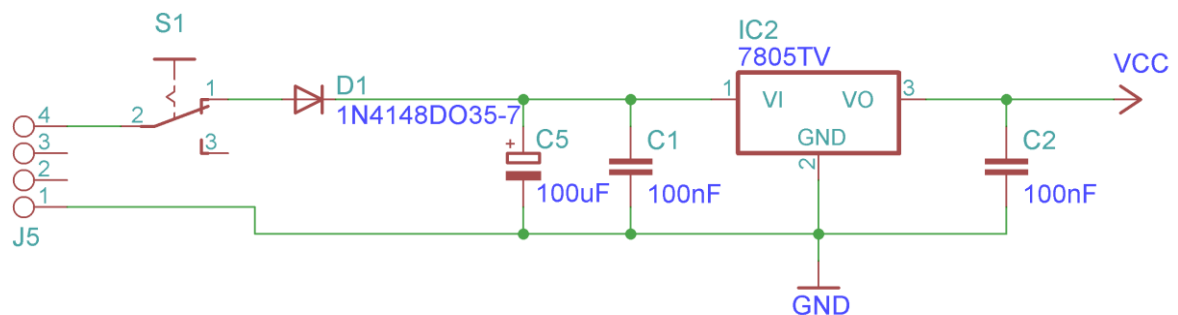 S1
IC2
7805TV
VCC
1
D1
1
VI
VO
3
2
1N4148DO35-7
4
3
3
GND
+
C5
C1
2
C2
2
1
100uF
100nF
100nF
J5
GND